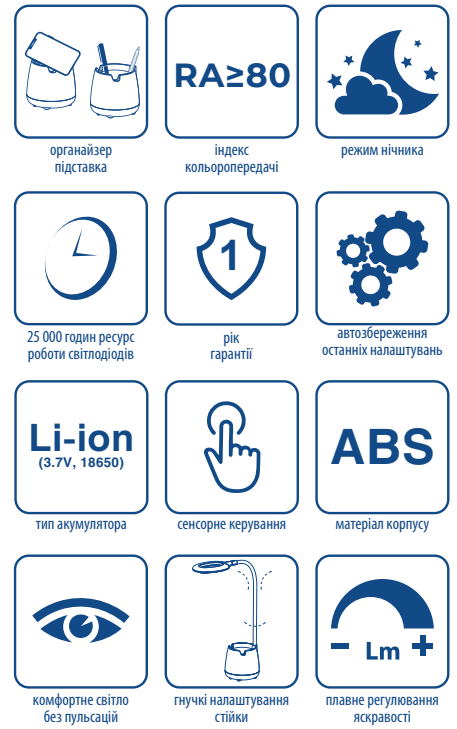 RA≥80
органайзер
підставка
індекс
кольоропередачі
режим нічника
1
25 000 годин ресурс
роботи світлодіодів
рік
гарантії
автозбереження
останніх налаштувань
Li-ion
(3.7V, 18650)
ABS
тип акумулятора
сенсорне керування
матеріал корпусу
Lm
комфортне світло
без пульсацій
гнучкі налаштування
стійки
плавне регулювання
яскравості